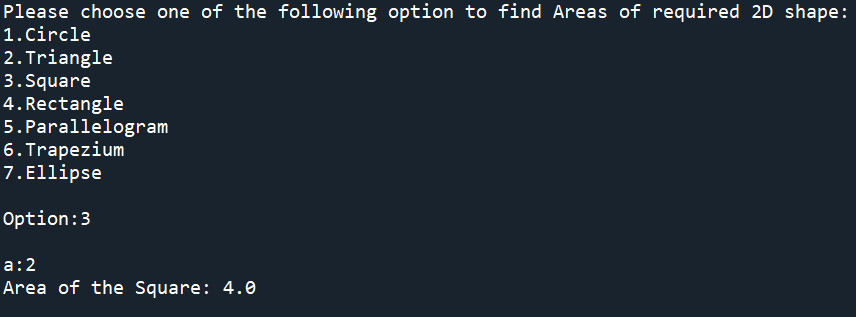 Please choose one of the following option to find Areas of required 2D shape:
1.Circle
2.Triangle
3.Square
4.Rectangle
5.Parallelogram
6.Trapezium
7.Ellipse
Option:3
a:2
Area of the Square: 4.0